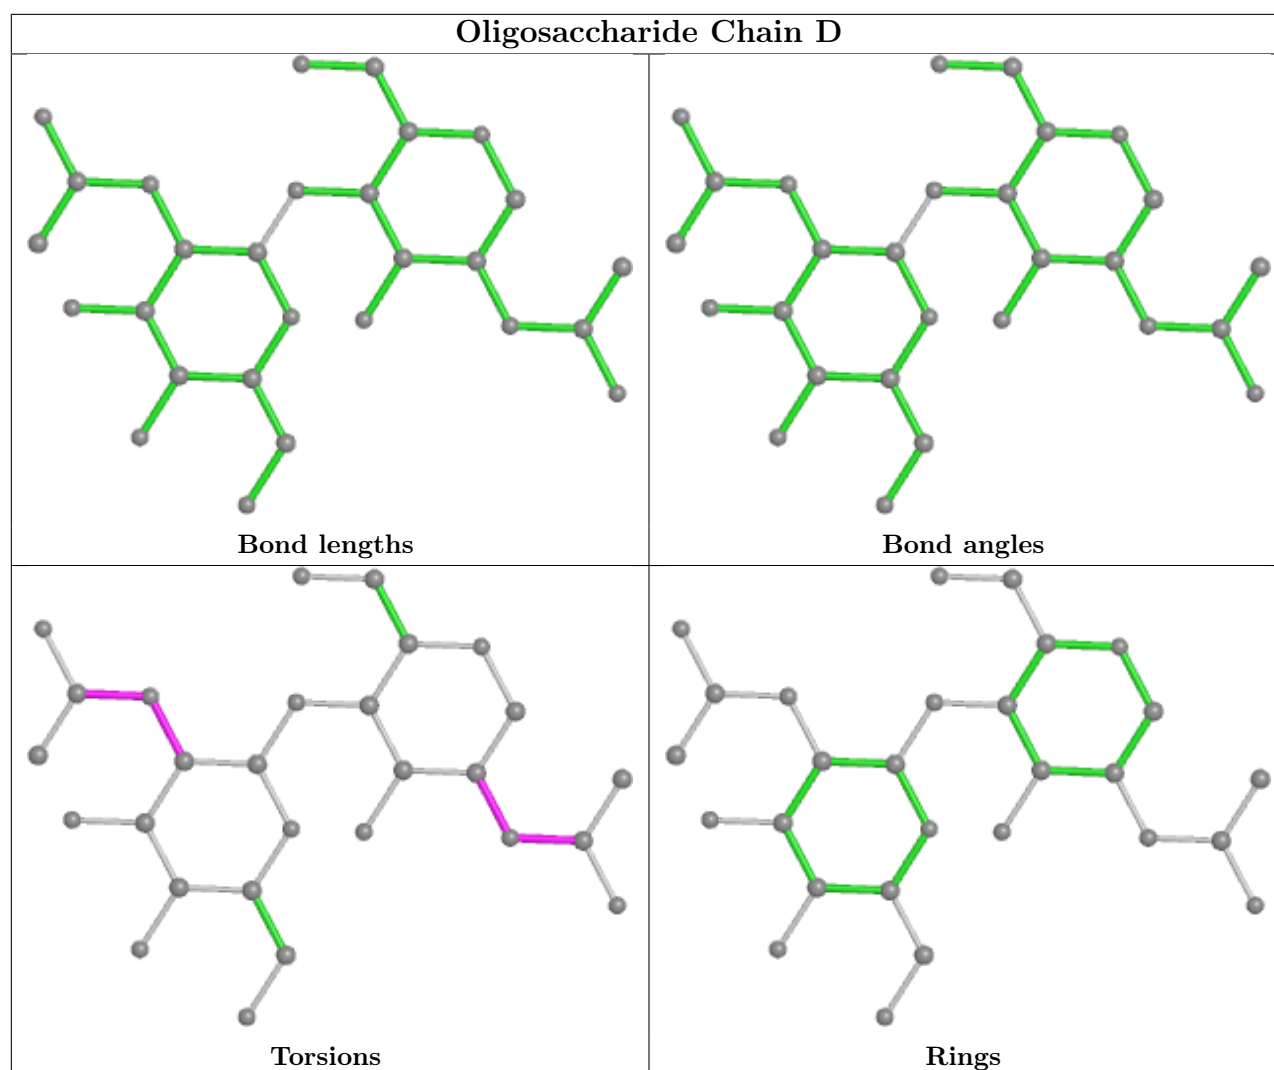 Oligosaccharide Chain D
Bond lengths
Bond angles
Torsions
Rings